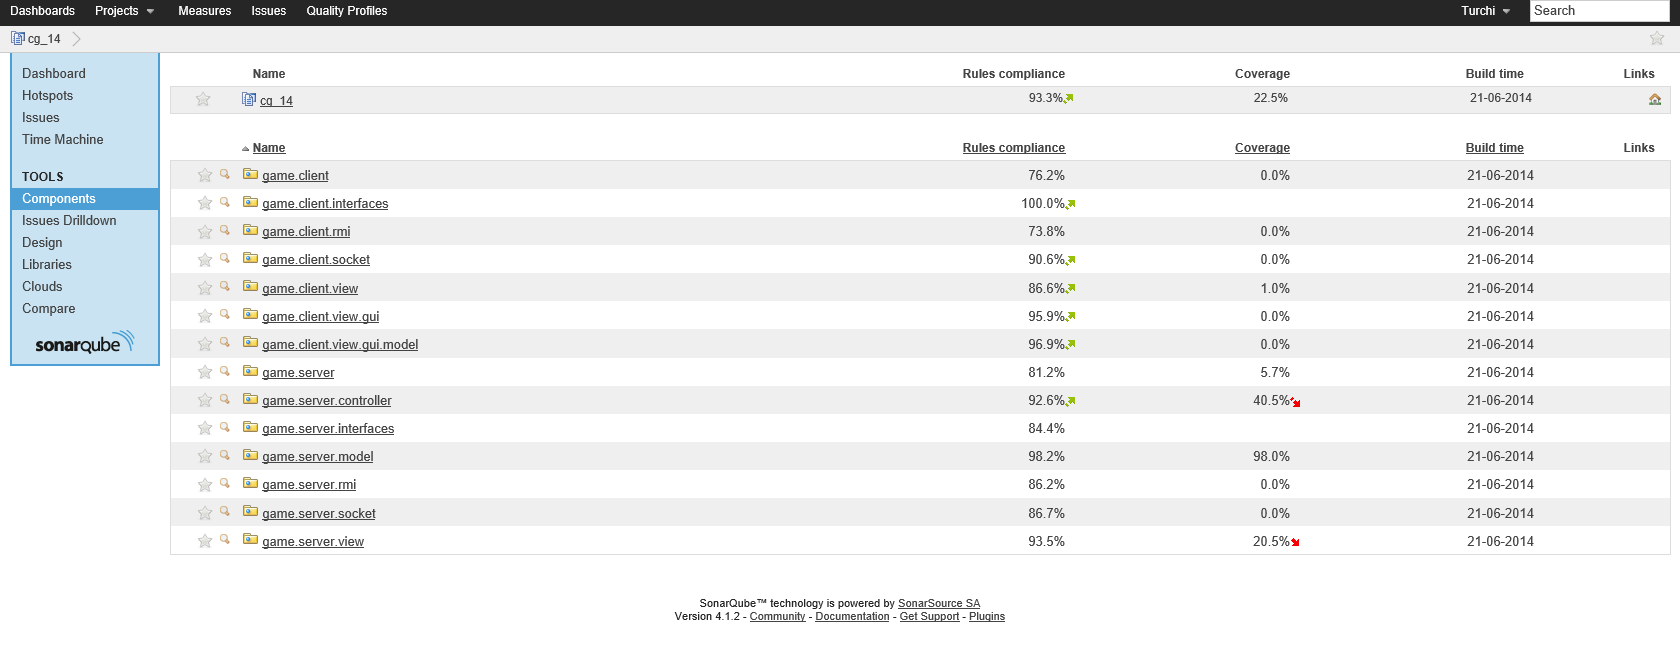 Dashboards Projects Measures Issues Quality Profiles Turchi Search
cg_14
Dashboard
Hotspots
Issues
Time Machine
TOOLS
Components
Issues Drilldown
Design
Libraries
Clouds
Compare
sonarqube
Name Rules compliance Coverage Build time Links
cg_14 93.3% 22.5% 21-06-2014
Name Rules compliance Coverage Build time Links
game.client 76.2% 0.0% 21-06-2014
game.client.interfaces 100.0% 21-06-2014
game.client.rmi 73.8% 0.0% 21-06-2014
game.client.socket 90.6% 0.0% 21-06-2014
game.client.view 86.6% 1.0% 21-06-2014
game.client.view.gui 95.9% 0.0% 21-06-2014
game.client.view.gui.model 96.9% 0.0% 21-06-2014
game.server 81.2% 5.7% 21-06-2014
game.server.controller 92.6% 40.5% 21-06-2014
game.server.interfaces 84.4% 21-06-2014
game.server.model 98.2% 98.0% 21-06-2014
game.server.rmi 86.2% 0.0% 21-06-2014
game.server.socket 86.7% 0.0% 21-06-2014
game.server.view 93.5% 20.5% 21-06-2014
SonarQube™ technology is powered by SonarSource SA
Version 4.1.2 - Community - Documentation - Get Support - Plugins